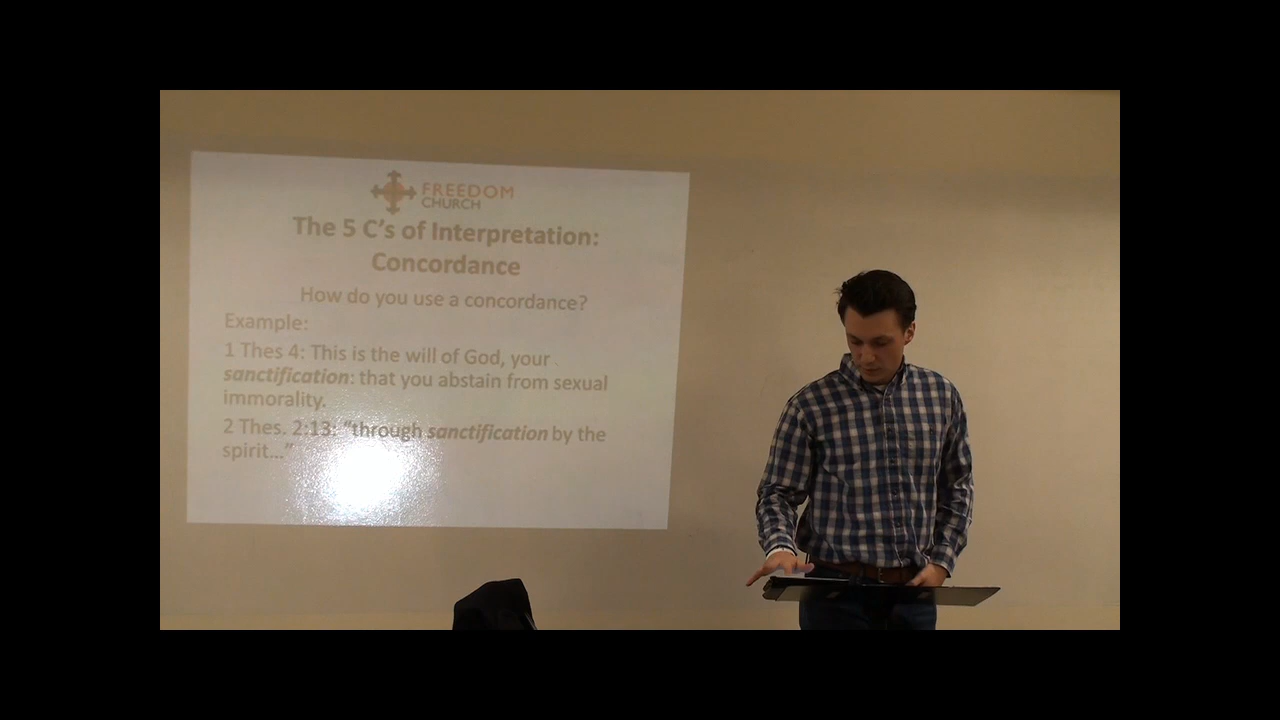 FREEDOM
CHURCH
The 5 C's of Interpretation:
Concordance
How do you use a concordance?
Example:
1 Thes 4: This is the will of God, your
sanctification: that you abstain from sexual
immorality.
2 Thes. 2:13: “through sanctification by the
spirit…”